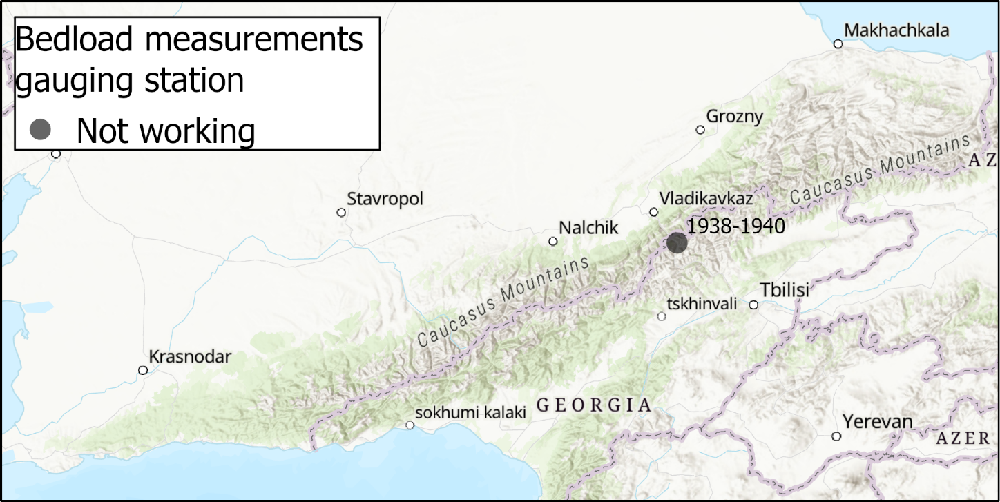 Bedload measurements
gauging station
Not working
Makhachkala
Grozny
Caucasus Mountains
AZ
Stavropol
Vladikavkaz
Nalchik
1938-1940
Caucasus Mountains
Tbilisi
tskhinvali
Krasnodar
sokhumi kalaki
GEORGIA
Yerevan
AZER